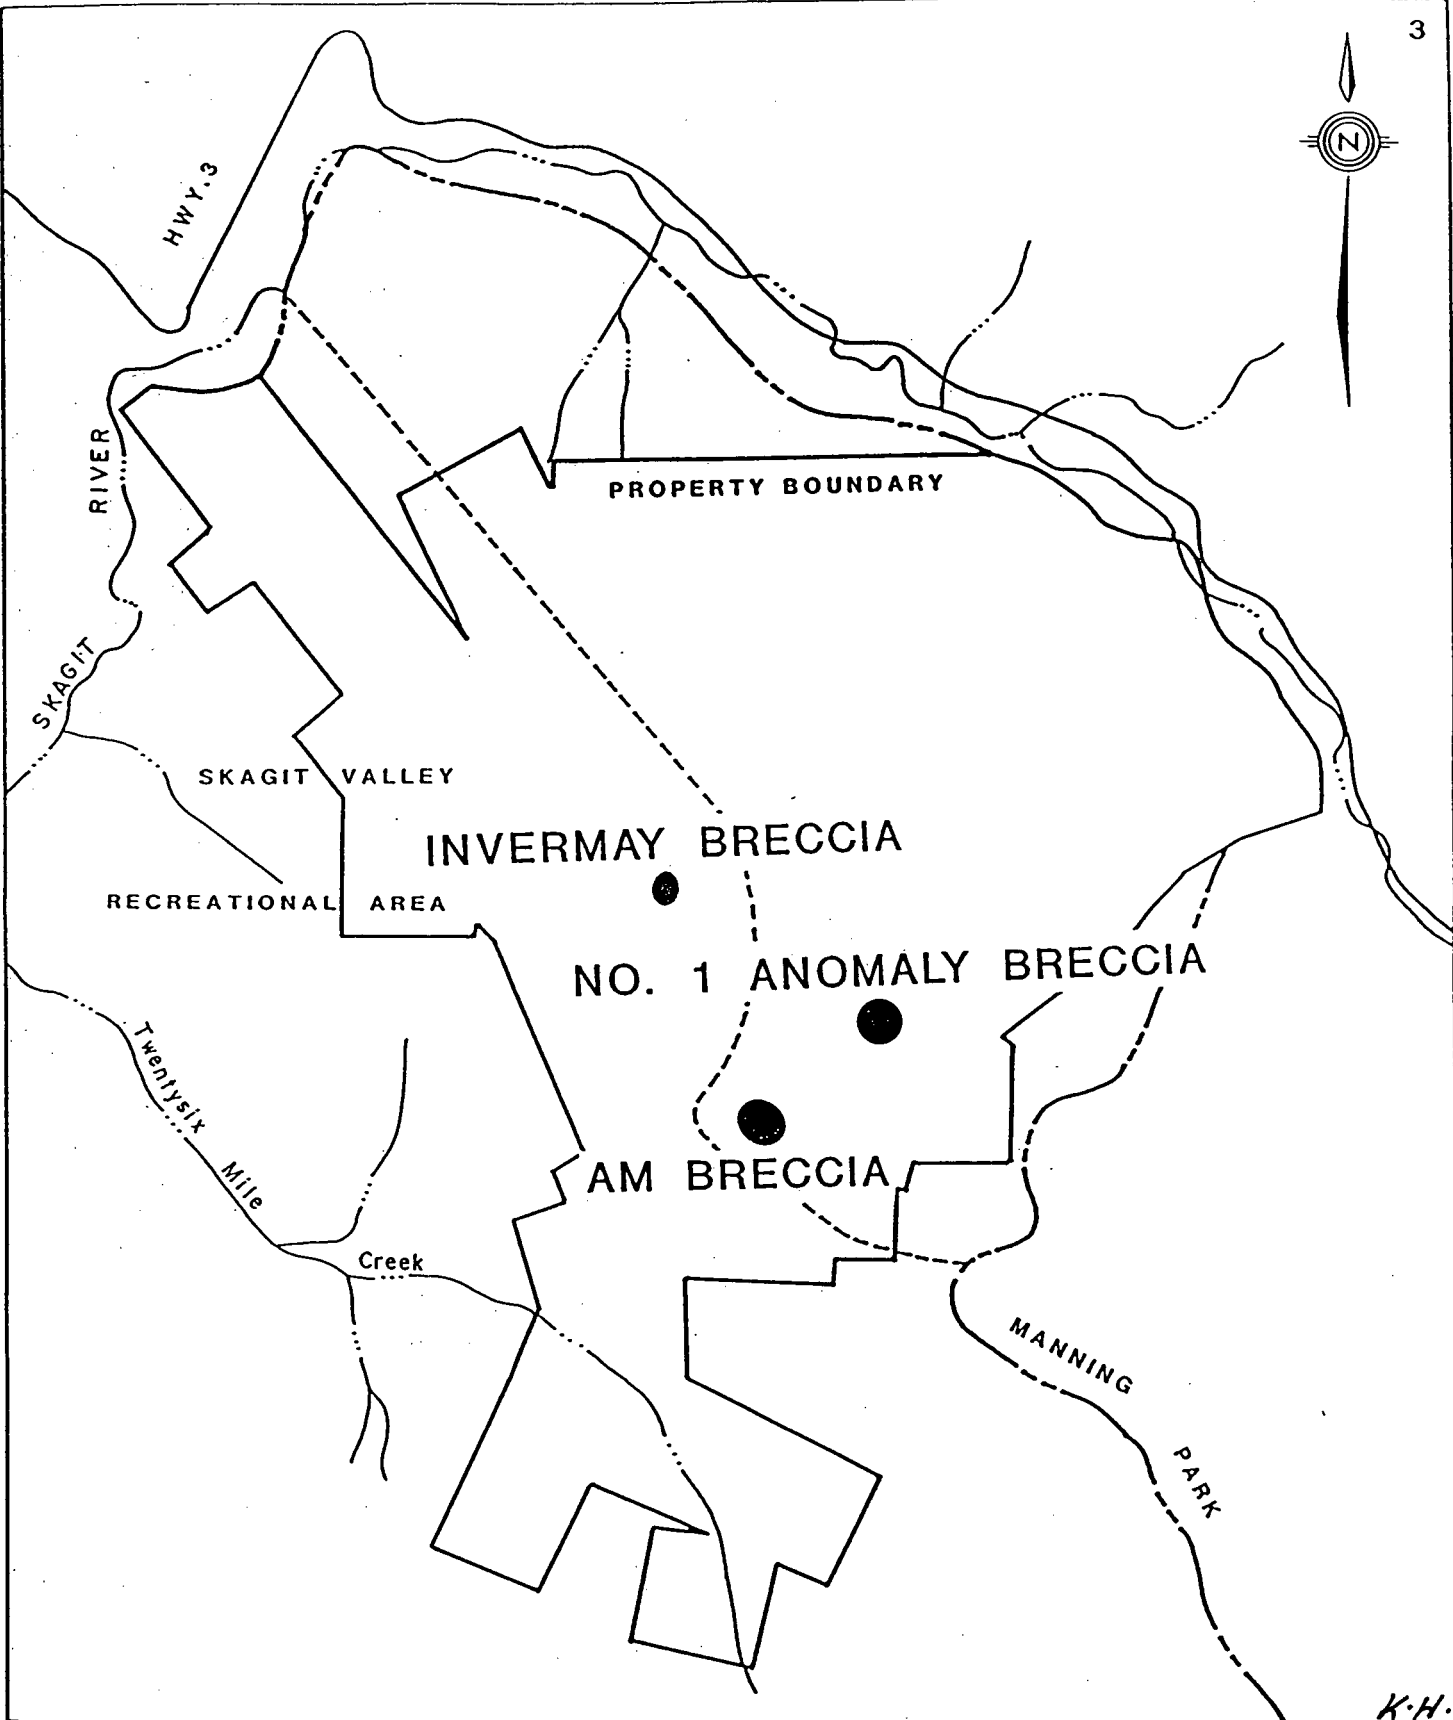 3
N
HWY.3
RIVER
SKAGIT
PROPERTY BOUNDARY
SKAGIT VALLEY
INVERMAY BRECCIA
RECREATIONAL AREA
NO. 1 ANOMALY BRECCIA
Twentysix
Mile
Creek
AM BRECCIA
MANNING
PARK
K.H.